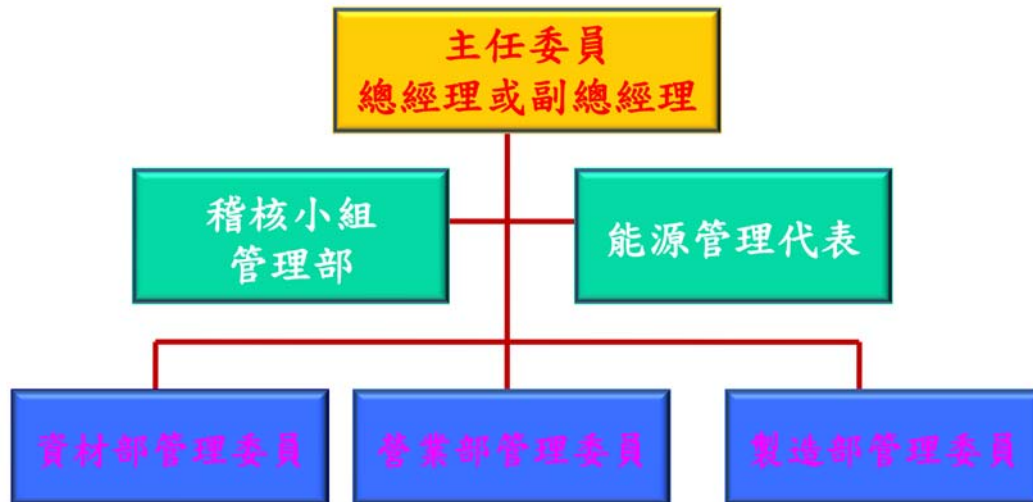 主任委員
總經理或副總經理
稽核小組
管理部
能源管理代表
資材部管理委員
營業部管理委員
製造部管理委員